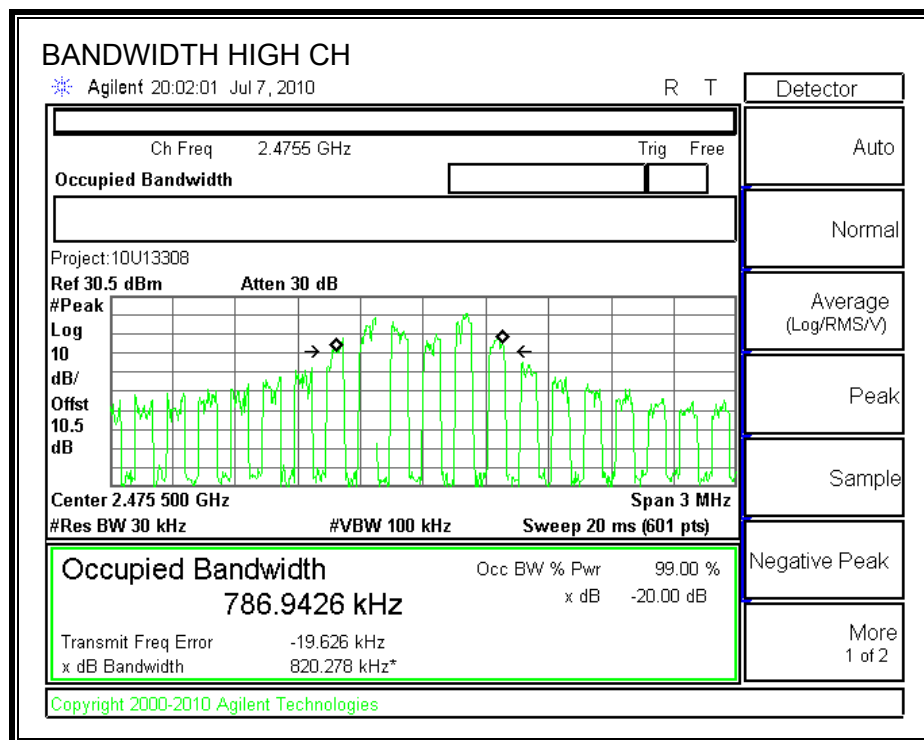 BANDWIDTH HIGH CH
Agilent 20:02:01 Jul 7, 2010 R T
Detector
Ch Freq 2.4755 GHz Trig Free
Occupied Bandwidth
Auto
Normal
Average
(Log/RMS/V)
Peak
Sample
Negative Peak
More
1 of 2
Project:10U13308
Ref 30.5 dBm Atten 30 dB
#Peak
Log
10
dB/
Offst
10.5
dB
Center 2.475 500 GHz Span 3 MHz
#Res BW 30 kHz #VBW 100 kHz Sweep 20 ms (601 pts)
Occupied Bandwidth Occ BW % Pwr 99.00 %
786.9426 kHz x dB -20.00 dB
Transmit Freq Error -19.626 kHz
x dB Bandwidth 820.278 kHz*
Copyright 2000-2010 Agilent Technologies